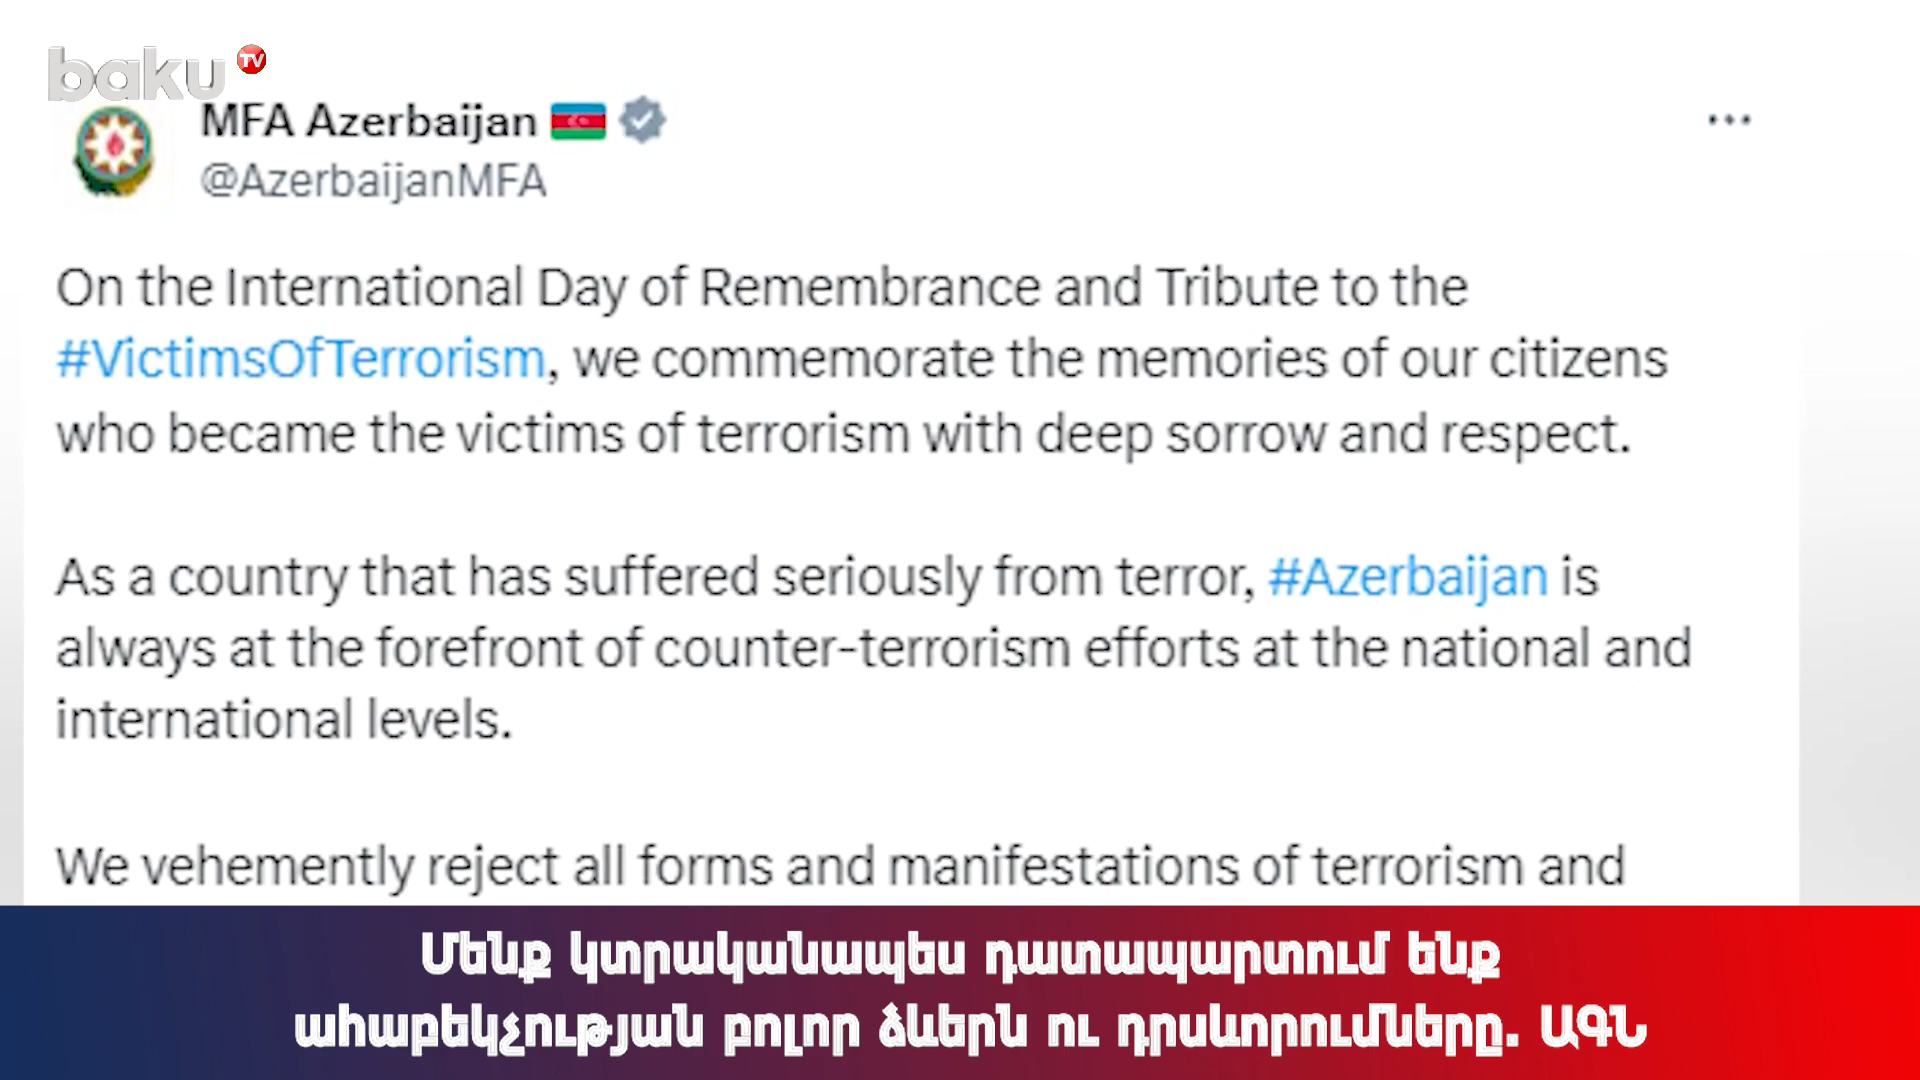 baku TV
MFA Azerbaijan
@AzerbaijanMFA
On the International Day of Remembrance and Tribute to the
#VictimsOfTerrorism, we commemorate the memories of our citizens
who became the victims of terrorism with deep sorrow and respect.
As a country that has suffered seriously from terror, #Azerbaijan is
always at the forefront of counter-terrorism efforts at the national and
international levels.
We vehemently reject all forms and manifestations of terrorism and
Մենք կտրականապես դատապարտում ենք
ահաբեկչության բոլոր ձևերն ու դրսևորումները. ԱԳՆ